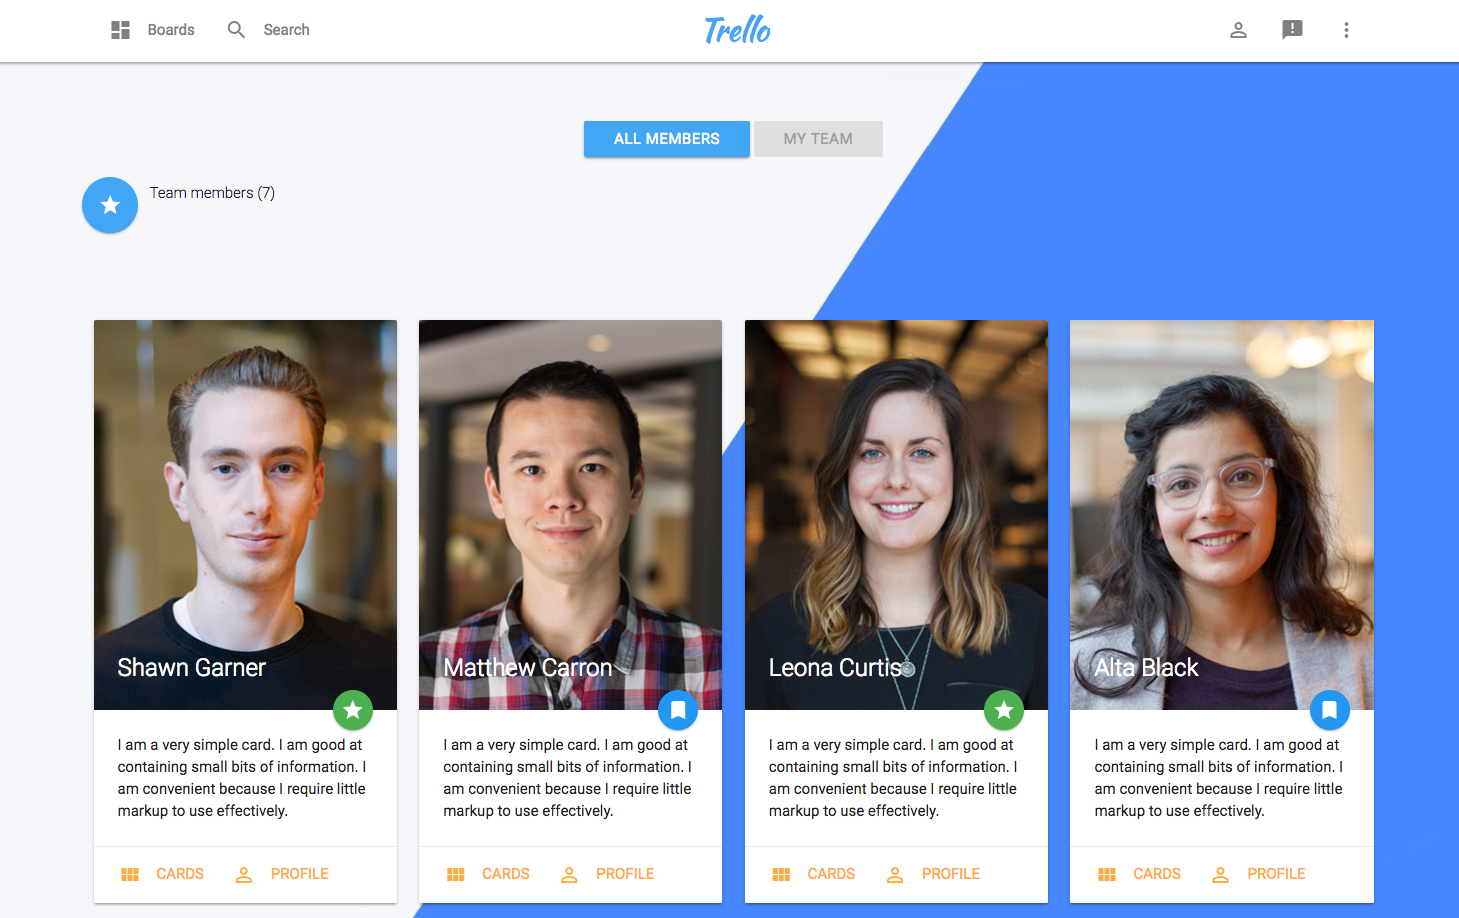 Boards
Search
Trello
ALL MEMBERS
MY TEAM
Team members (7)
Shawn Garner
Matthew Carron
Leona Curtis
Alta Black
I am a very simple card. I am good at
containing small bits of information. I
am convenient because I require little
markup to use effectively.
I am a very simple card. I am good at
containing small bits of information. I
am convenient because I require little
markup to use effectively.
I am a very simple card. I am good at
containing small bits of information. I
am convenient because I require little
markup to use effectively.
I am a very simple card. I am good at
containing small bits of information. I
am convenient because I require little
markup to use effectively.
CARDS
PROFILE
CARDS
PROFILE
CARDS
PROFILE
CARDS
PROFILE